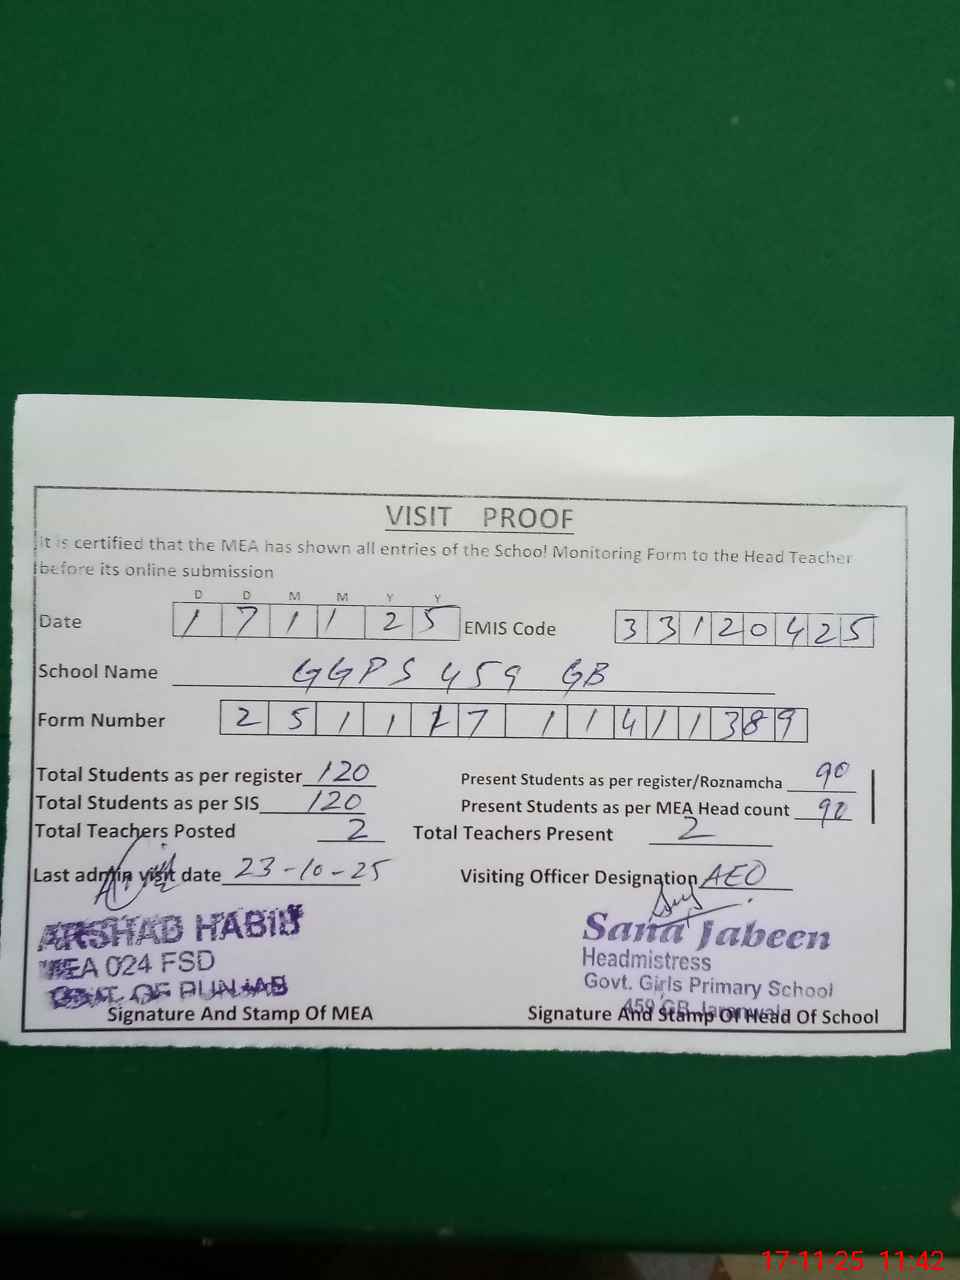 VISIT PROOF
It is certified that the MEA has shown all entries of the School Monitoring Form to the Head Teacher
before its online submission
D D M M Y Y
Date 1 7 1 1 2 5 EMIS Code 3 3 1 2 0 4 2 5
School Name GGPS 459 GB
Form Number 2 5 1 1 1 7 1 1 4 1 1 3 8 9
Total Students as per register 120 Present Students as per register/Roznamcha 90
Total Students as per SIS 120 Present Students as per MEA Head count 90
Total Teachers Posted 2 Total Teachers Present 2
Last admin visit date 23-10-25 Visiting Officer Designation AEO
ARSHAD HABIB Sana Jabeen
MEA 024 FSD Headmistress
GOVT. OF PUNJAB Govt. Girls Primary School
459 GB Jaranwala
Signature And Stamp Of MEA Signature And Stamp Of Head Of School
17-11-25 11:42